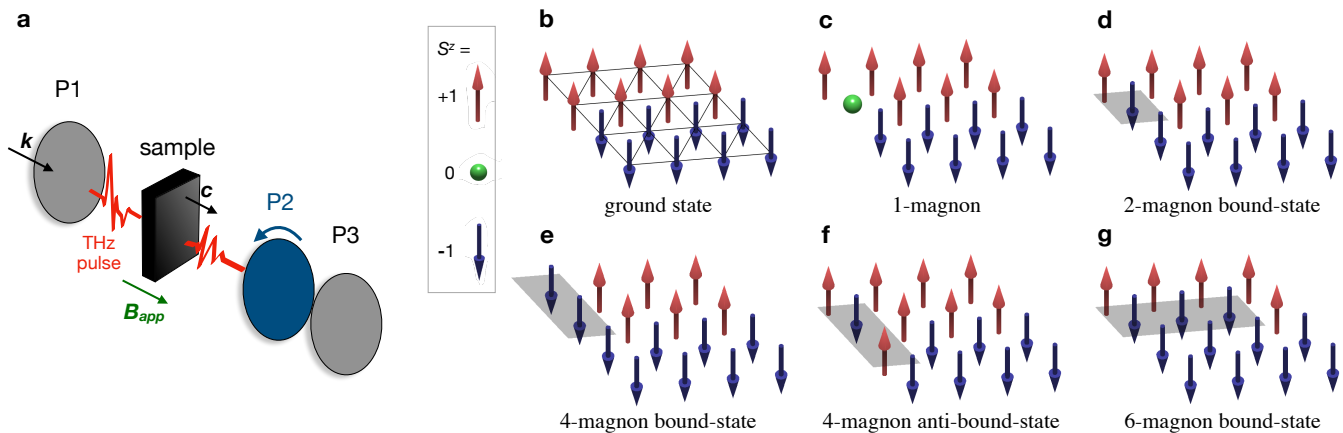 a
P1
k
sample
c
P2
P3
THz
pulse
B_app
S^z =
+1
0
-1
b
ground state
c
1-magnon
d
2-magnon bound-state
e
4-magnon bound-state
f
4-magnon anti-bound-state
g
6-magnon bound-state